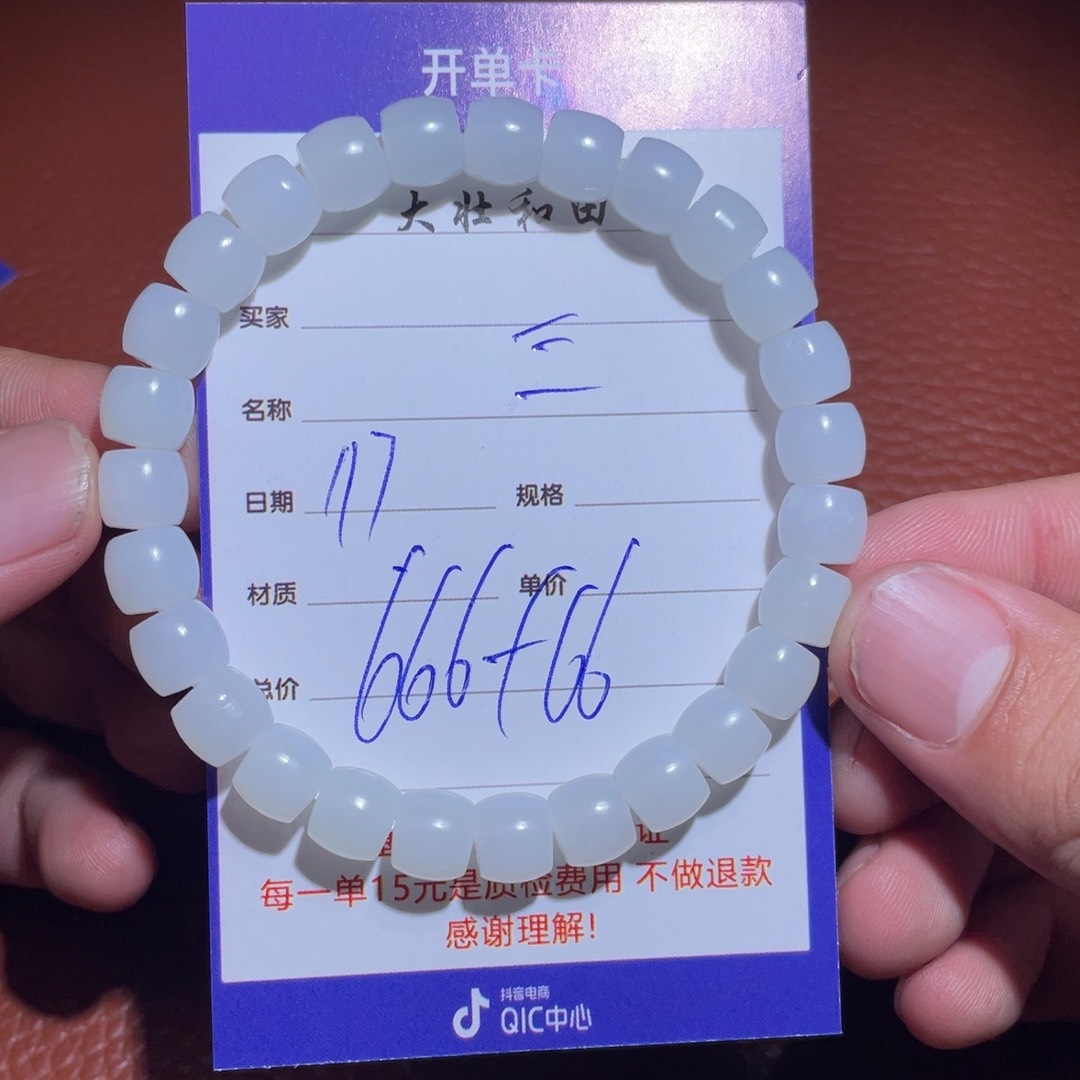 开单卡
大壮和田
买家
三
名称
日期 117 规格
材质 单价
666+66
总价
证
每一单15元是质检费用 不做退款
感谢理解!
抖音电商
QIC中心